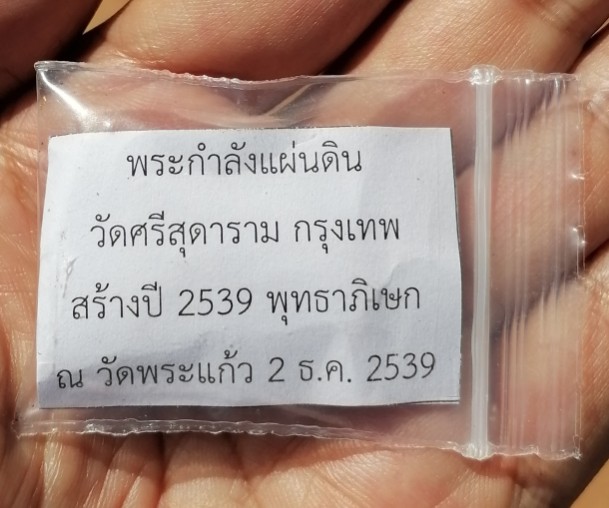 พระกำลังแผ่นดิน
วัดศรีสุดาราม กรุงเทพ
สร้างปี 2539 พุทธาภิเษก
ณ วัดพระแก้ว 2 ธ.ค. 2539